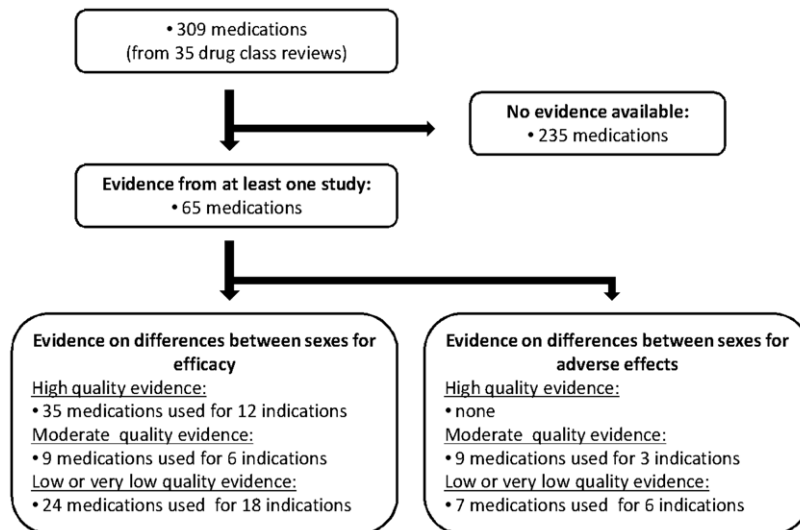 • 309 medications
(from 35 drug class reviews)
No evidence available:
• 235 medications
Evidence from at least one study:
• 65 medications
Evidence on differences between sexes for
efficacy
High quality evidence:
• 35 medications used for 12 indications
Moderate quality evidence:
• 9 medications used for 6 indications
Low or very low quality evidence:
• 24 medications used for 18 indications
Evidence on differences between sexes for
adverse effects
High quality evidence:
• none
Moderate quality evidence:
• 9 medications used for 3 indications
Low or very low quality evidence:
• 7 medications used for 6 indications